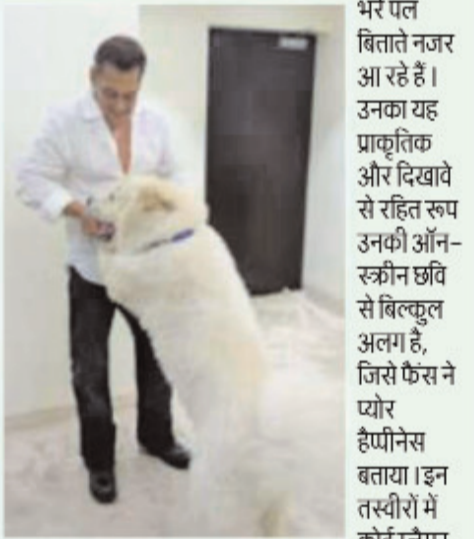 भरे पल
बिताते नजर
आ रहे हैं।
उनका यह
प्राकृतिक
और दिखावे
से रहित रूप
उनकी ऑन-
स्क्रीन छवि
से बिल्कुल
अलग है,
जिसे फैंस ने
प्योर
हैप्पीनेस
बताया। इन
तस्वीरों में
कोई